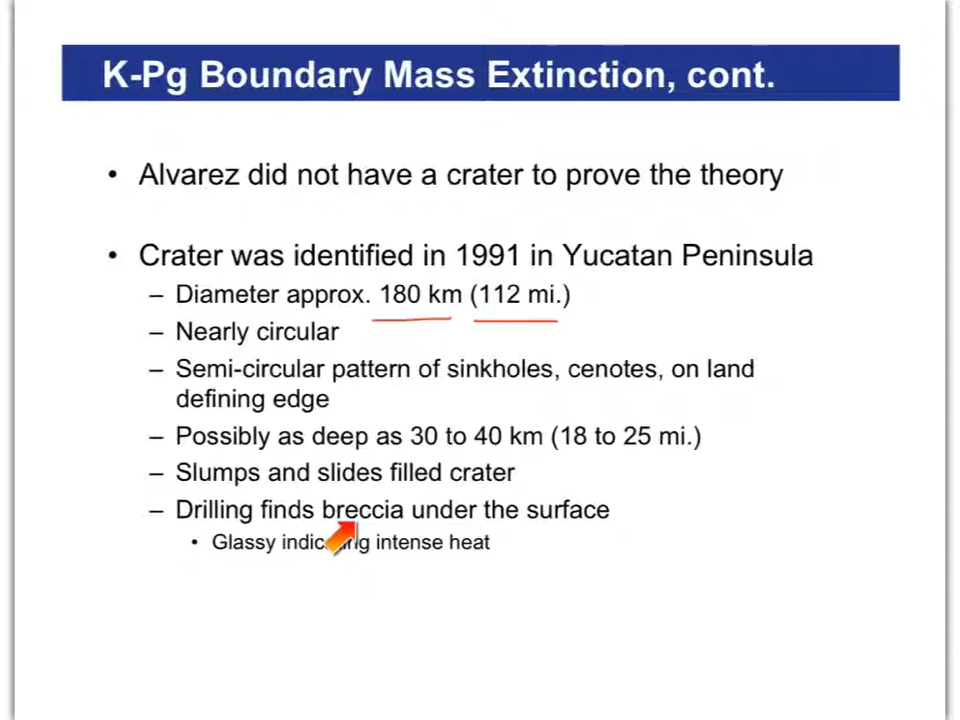 K-Pg Boundary Mass Extinction, cont.
• Alvarez did not have a crater to prove the theory
• Crater was identified in 1991 in Yucatan Peninsula
– Diameter approx. 180 km (112 mi.)
– Nearly circular
– Semi-circular pattern of sinkholes, cenotes, on land
defining edge
– Possibly as deep as 30 to 40 km (18 to 25 mi.)
– Slumps and slides filled crater
– Drilling finds breccia under the surface
• Glassy indicating intense heat